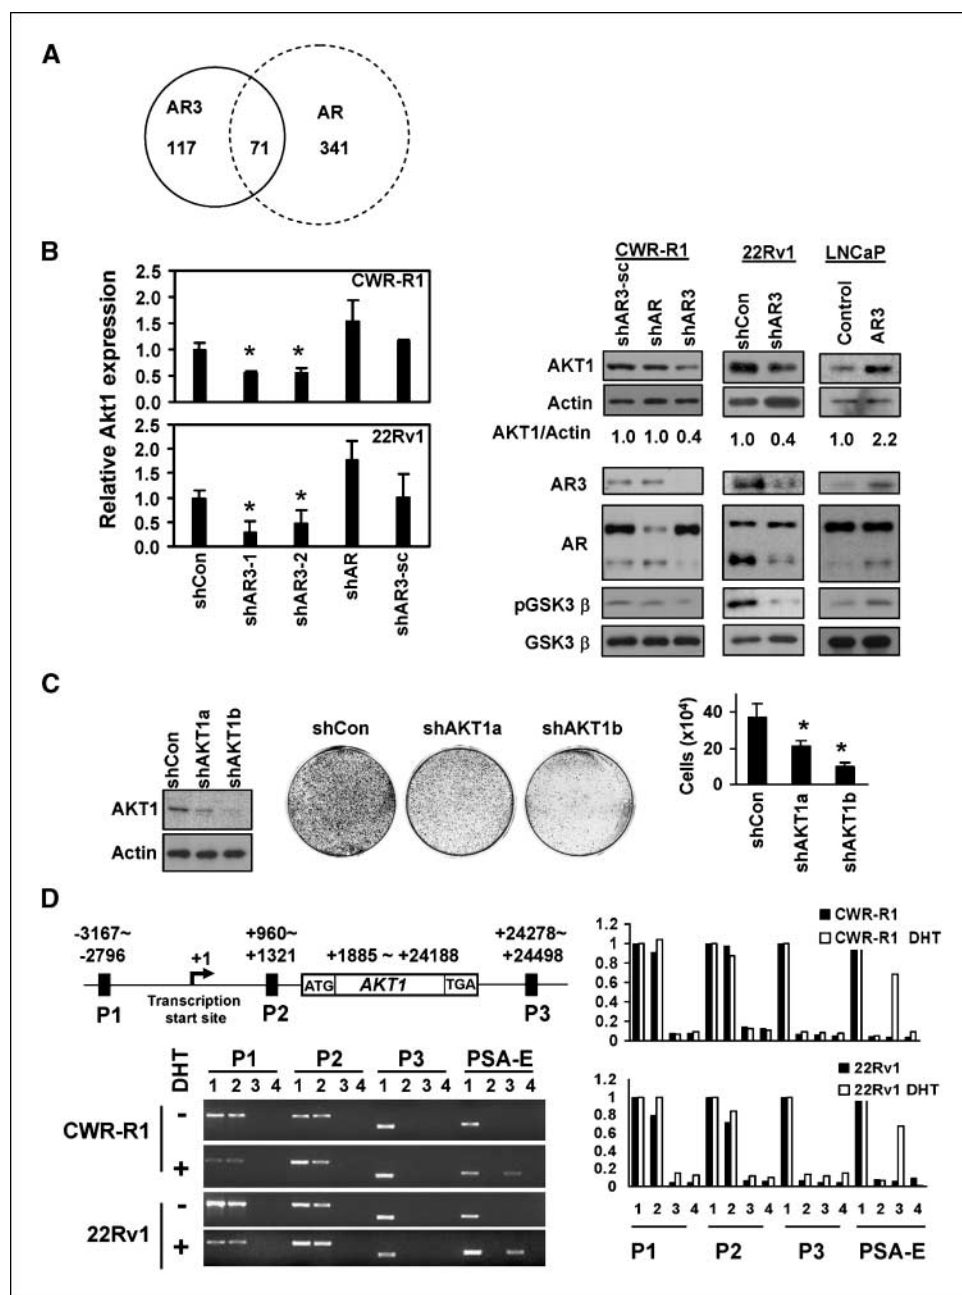 A
AR3
AR
117
71
341
B
Relative Akt1 expression
2.5
2.0
1.5
1.0
0.5
0.0
CWR-R1
*
*
2.5
2.0
1.5
1.0
0.5
0.0
22Rv1
*
*
shCon
shAR3-1
shAR3-2
shAR
shAR3-sc
CWR-R1
22Rv1
LNCaP
shAR3-sc
shAR
shAR3
shCon
shAR3
Control
AR3
AKT1
Actin
AKT1/Actin
1.0 1.0 0.4
1.0 0.4
1.0 2.2
AR3
AR
pGSK3 β
GSK3 β
C
shCon
shAKT1a
shAKT1b
AKT1
Actin
shCon
shAKT1a
shAKT1b
Cells (x10⁴)
40
20
0
*
*
shCon
shAKT1a
shAKT1b
D
-3167~
-2796
+1
+960~
+1321
+1885 ~ +24188
+24278~
+24498
ATG
AKT1
TGA
P1
Transcription
start site
P2
P3
DHT
P1
P2
P3
PSA-E
1 2 3 4
1 2 3 4
1 2 3 4
1 2 3 4
CWR-R1
-
+
22Rv1
-
+
1.2
1
0.8
0.6
0.4
0.2
0
CWR-R1
CWR-R1 DHT
1.2
1
0.8
0.6
0.4
0.2
0
22Rv1
22Rv1 DHT
1 2 3 4
1 2 3 4
1 2 3 4
1 2 3 4
P1
P2
P3
PSA-E